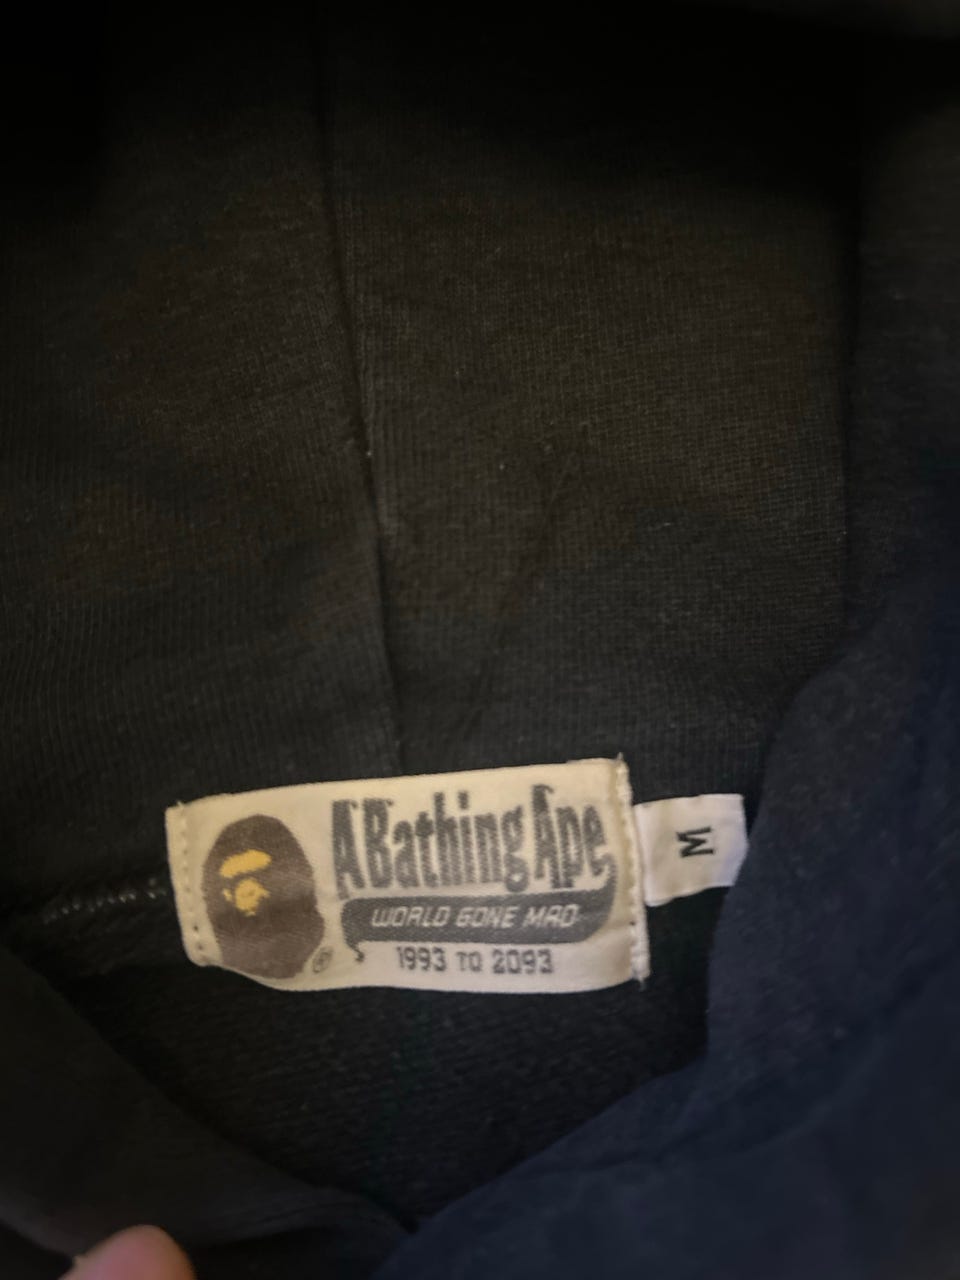 A Bathing Ape
®
WORLD GONE MAD
1993 TO 2093
M